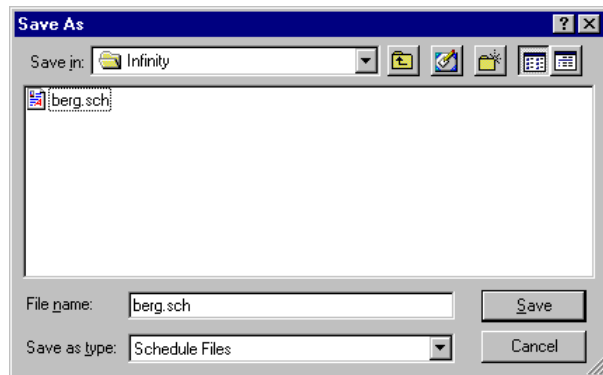 Save As
Save in: Infinity
berg.sch
File name: berg.sch Save
Save as type: Schedule Files Cancel